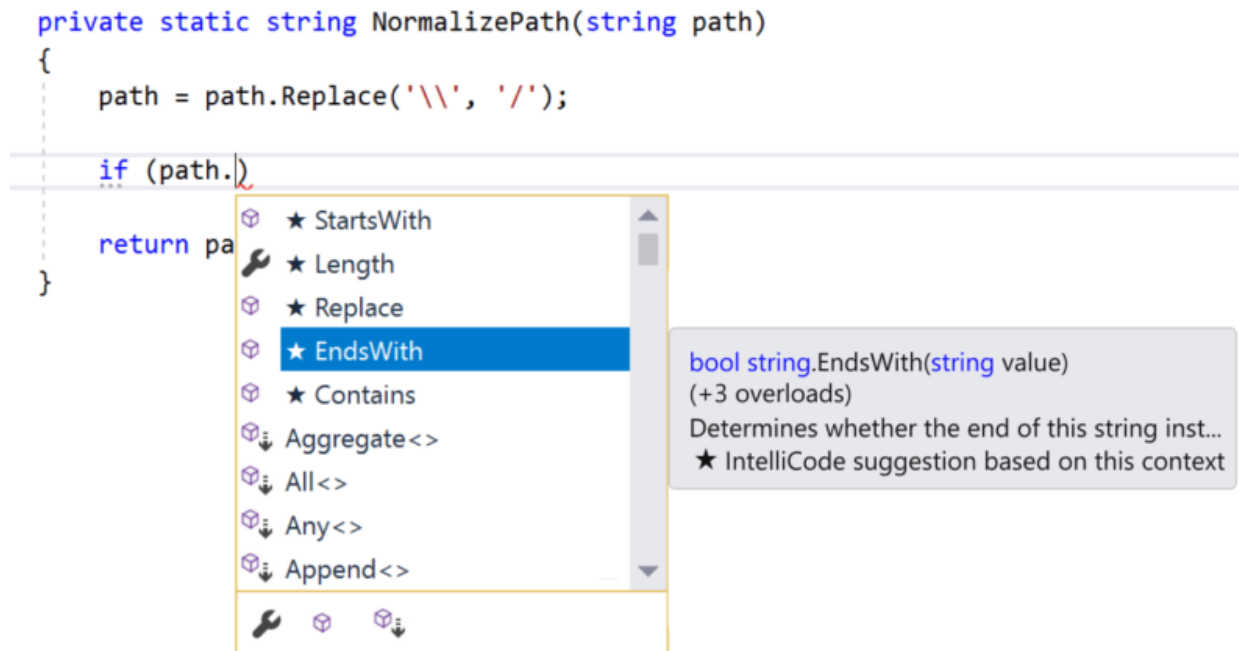 private static string NormalizePath(string path)
{
path = path.Replace('\\', '/');
if (path.)
★ StartsWith
★ Length
return pa
★ Replace
}
★ EndsWith
★ Contains
Aggregate<>
All<>
Any<>
Append<>
bool string.EndsWith(string value)
(+3 overloads)
Determines whether the end of this string inst...
★ IntelliCode suggestion based on this context